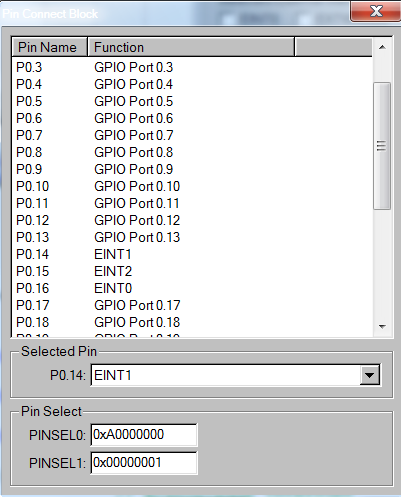 Pin Connect Block
Pin Name Function
P0.3 GPIO Port 0.3
P0.4 GPIO Port 0.4
P0.5 GPIO Port 0.5
P0.6 GPIO Port 0.6
P0.7 GPIO Port 0.7
P0.8 GPIO Port 0.8
P0.9 GPIO Port 0.9
P0.10 GPIO Port 0.10
P0.11 GPIO Port 0.11
P0.12 GPIO Port 0.12
P0.13 GPIO Port 0.13
P0.14 EINT1
P0.15 EINT2
P0.16 EINT0
P0.17 GPIO Port 0.17
P0.18 GPIO Port 0.18
Selected Pin
P0.14: EINT1
Pin Select
PINSEL0: 0xA0000000
PINSEL1: 0x00000001